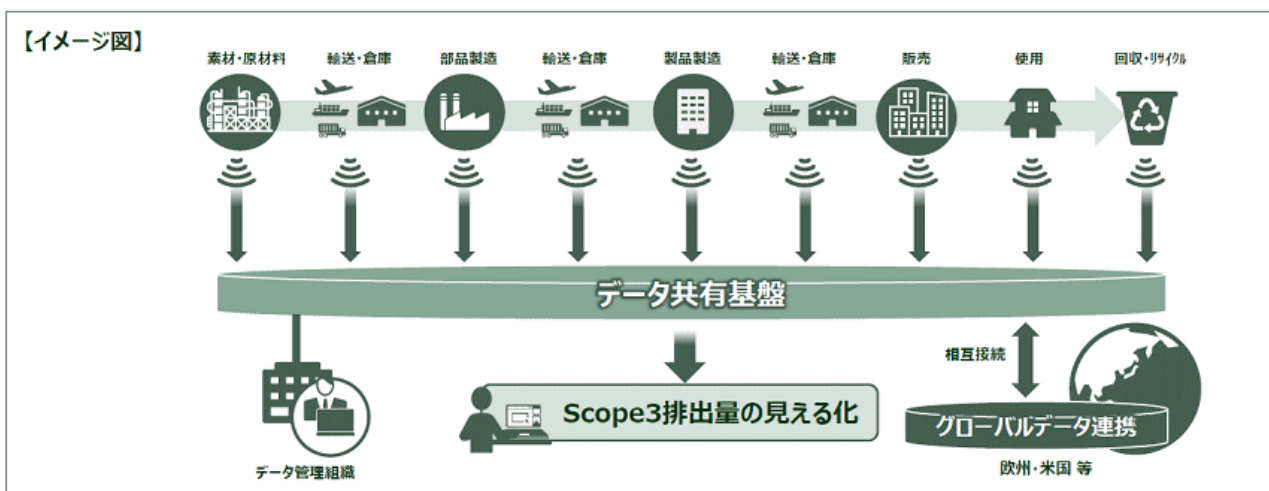 【イメージ図】
素材・原材料
輸送・倉庫
部品製造
輸送・倉庫
製品製造
輸送・倉庫
販売
使用
回収・リサイクル
データ共有基盤
相互接続
Scope3排出量の見える化
グローバルデータ連携
データ管理組織
欧州・米国 等